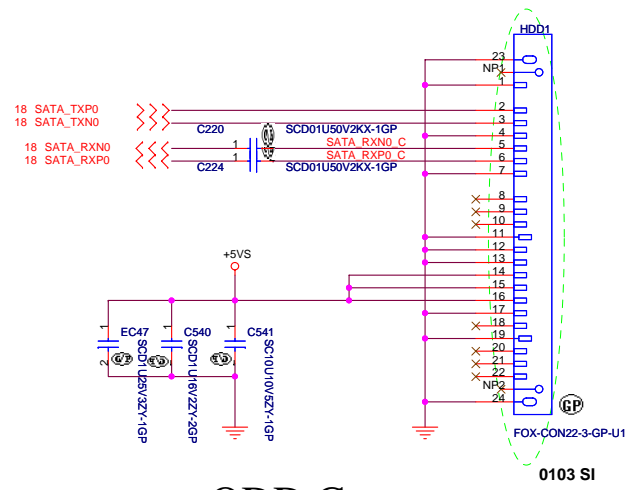 HDD1
23
NP1
1
18 SATA_TXP0
2
18 SATA_TXN0
3
C220
SCD01U50V2KX-1GP
4
18 SATA_RXN0
1
SATA_RXN0_C
5
18 SATA_RXP0
1
SATA_RXP0_C
6
C224
SCD01U50V2KX-1GP
7
8
9
10
11
12
+5VS
13
14
15
16
17
18
1
EC47
2
SCD1U25V3ZY-1GP
1
C540
2
SCD1U16V2ZY-2GP
1
C541
2
SC10U10V5ZY-1GP
19
20
21
22
NP2
24
GP
FOX-CON22-3-GP-U1
0103 SI